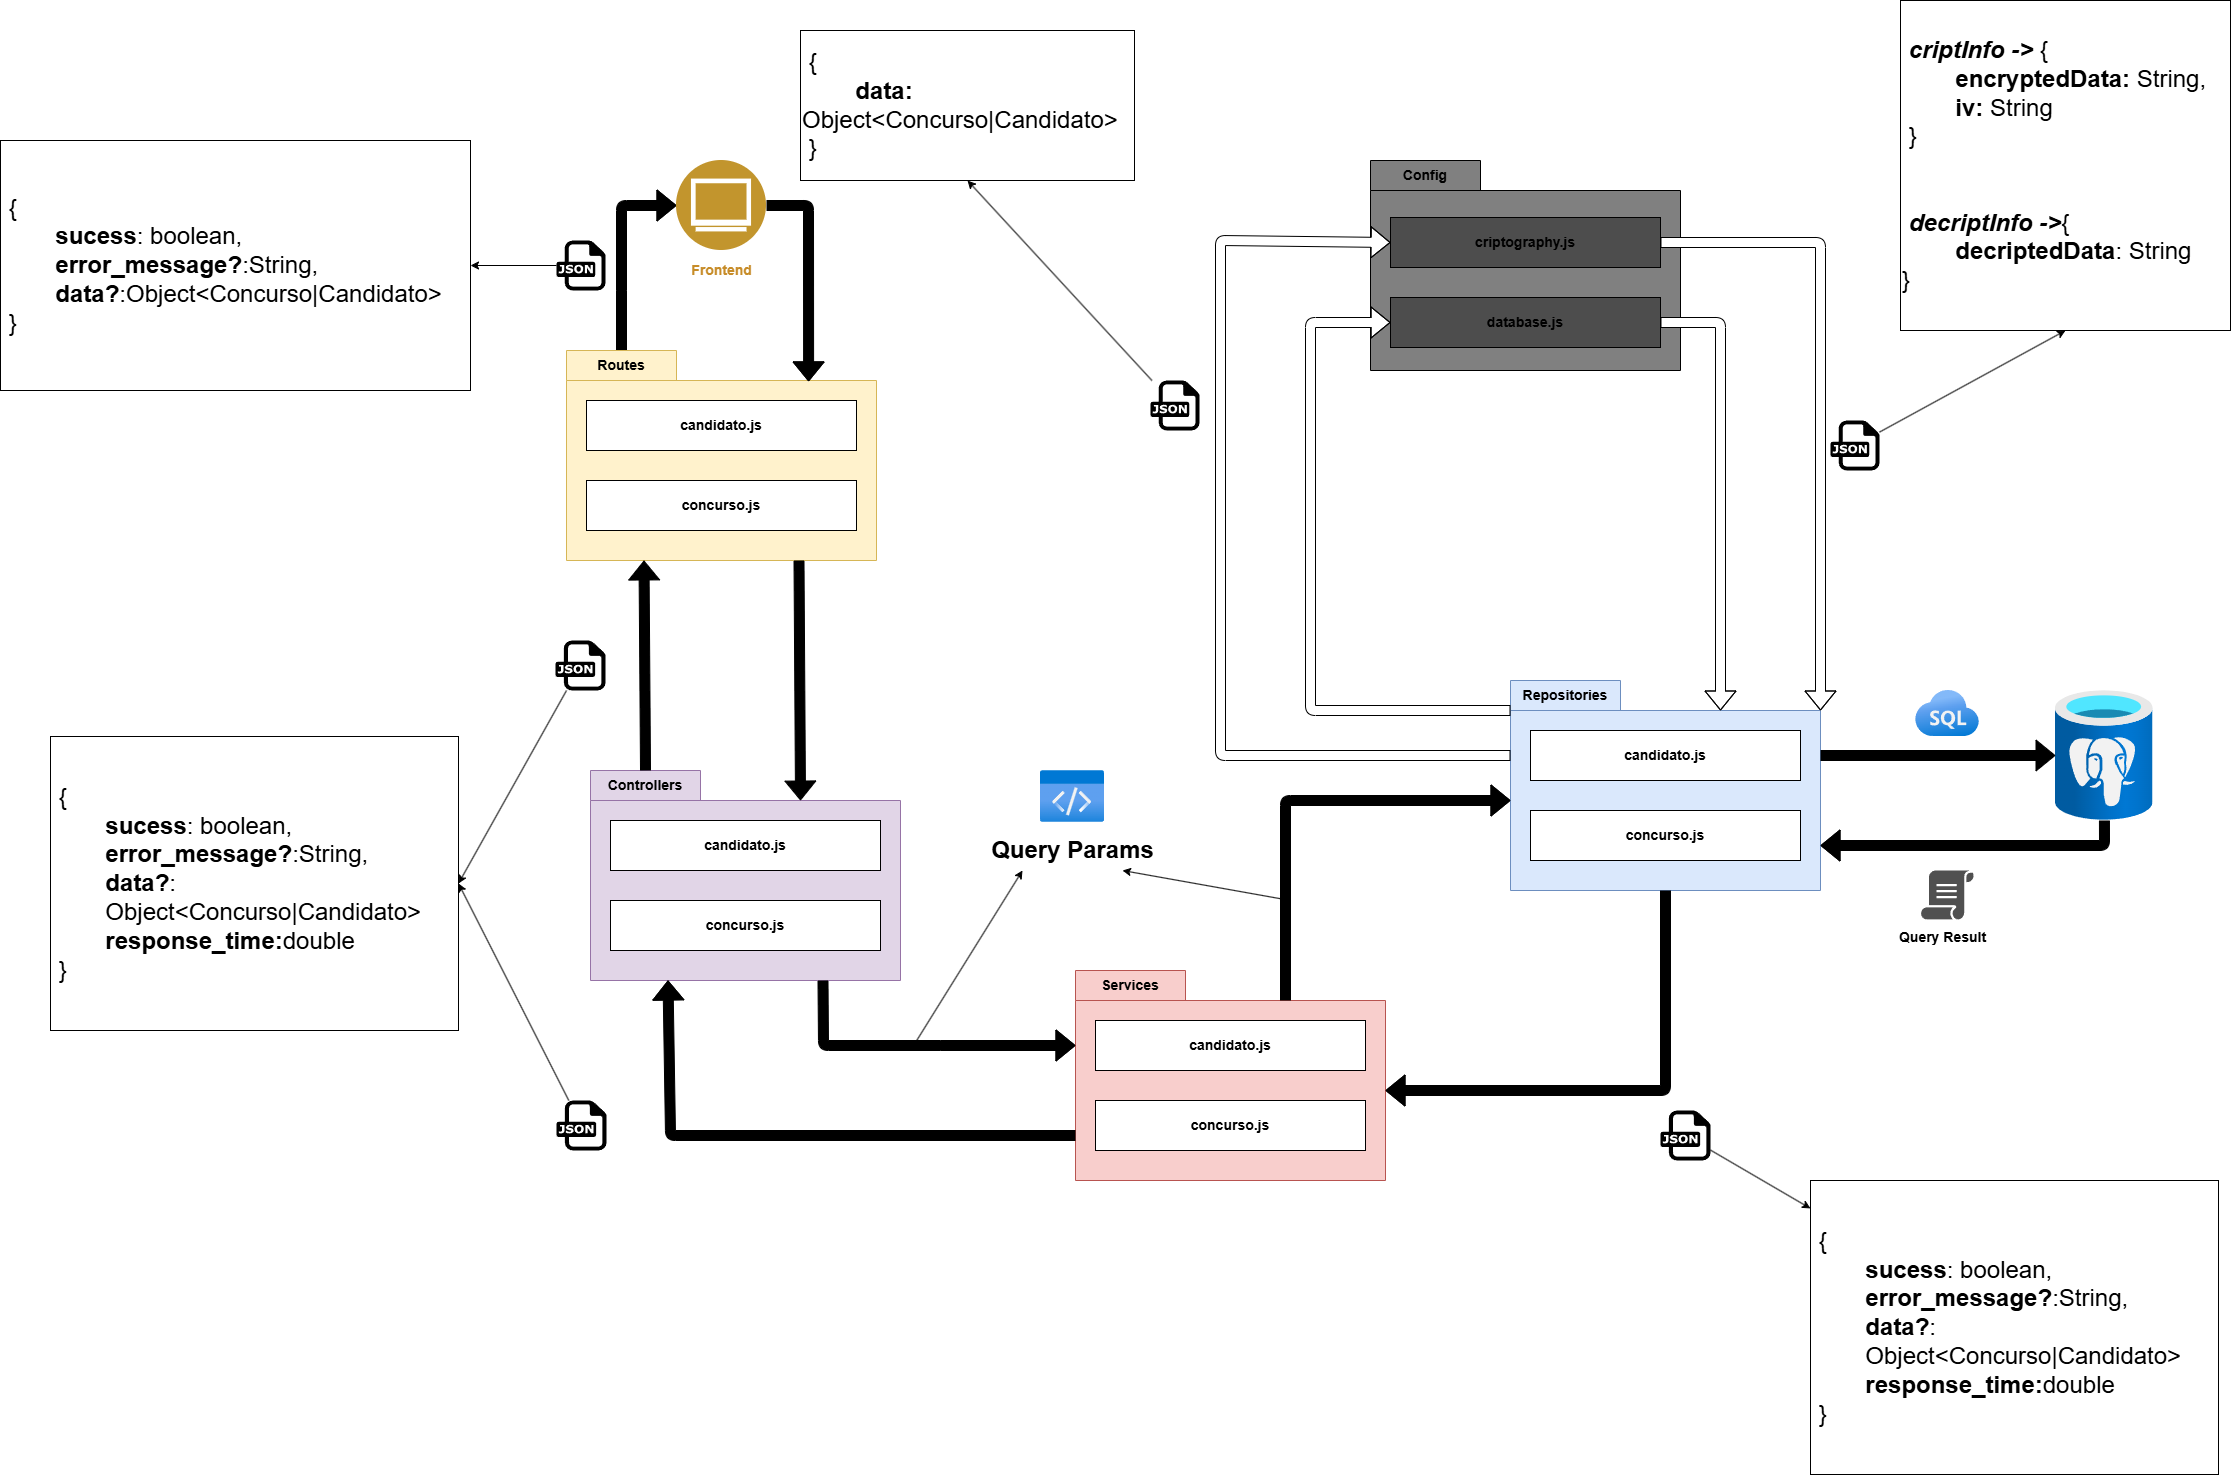 {
data:
Object<Concurso|Candidato>
}
criptInfo -> {
encryptedData: String,
iv: String
}
decriptInfo ->{
decriptedData: String
}
{
sucess: boolean,
error_message?:String,
data?:Object<Concurso|Candidato>
}
JSON
Frontend
Config
criptography.js
database.js
JSON
JSON
Routes
candidato.js
concurso.js
JSON
{
sucess: boolean,
error_message?:String,
data?:
Object<Concurso|Candidato>
response_time:double
}
Controllers
candidato.js
concurso.js
</>
Query Params
Repositories
candidato.js
concurso.js
SQL
Query Result
Services
candidato.js
concurso.js
JSON
JSON
{
sucess: boolean,
error_message?:String,
data?:
Object<Concurso|Candidato>
response_time:double
}